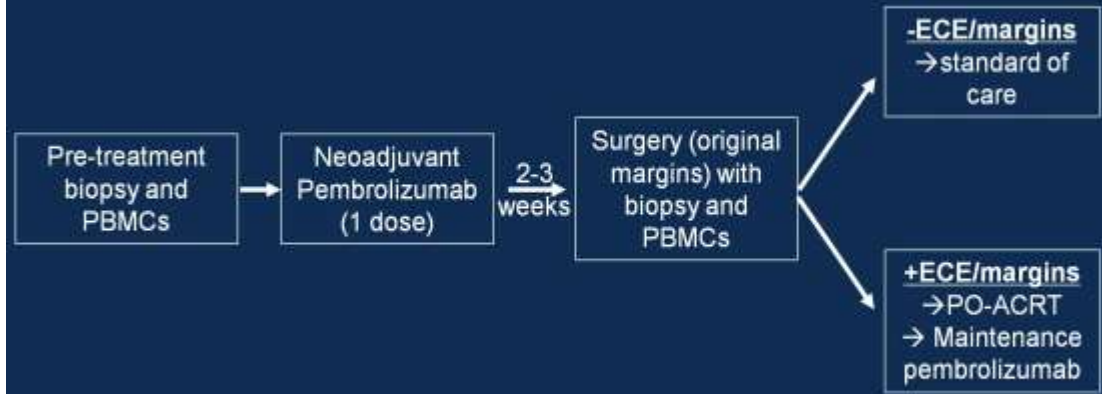 Pre-treatment
biopsy and
PBMCs
Neoadjuvant
Pembrolizumab
(1 dose)
2-3
weeks
Surgery (original
margins) with
biopsy and
PBMCs
-ECE/margins
→standard of
care
+ECE/margins
→PO-ACRT
→ Maintenance
pembrolizumab